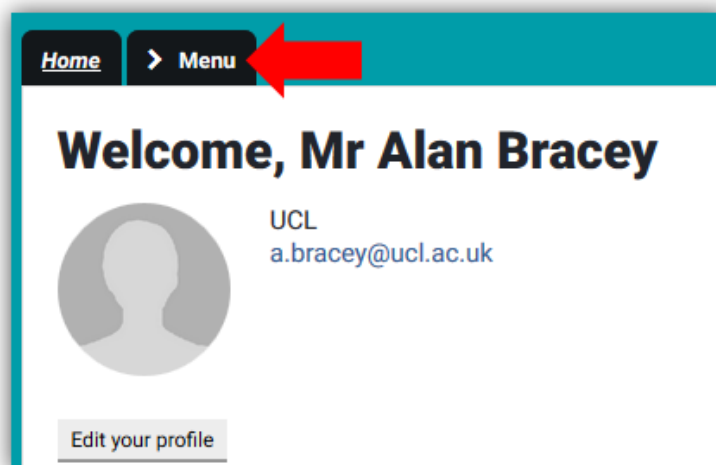 Home
Menu
Welcome, Mr Alan Bracey
UCL
a.bracey@ucl.ac.uk
Edit your profile